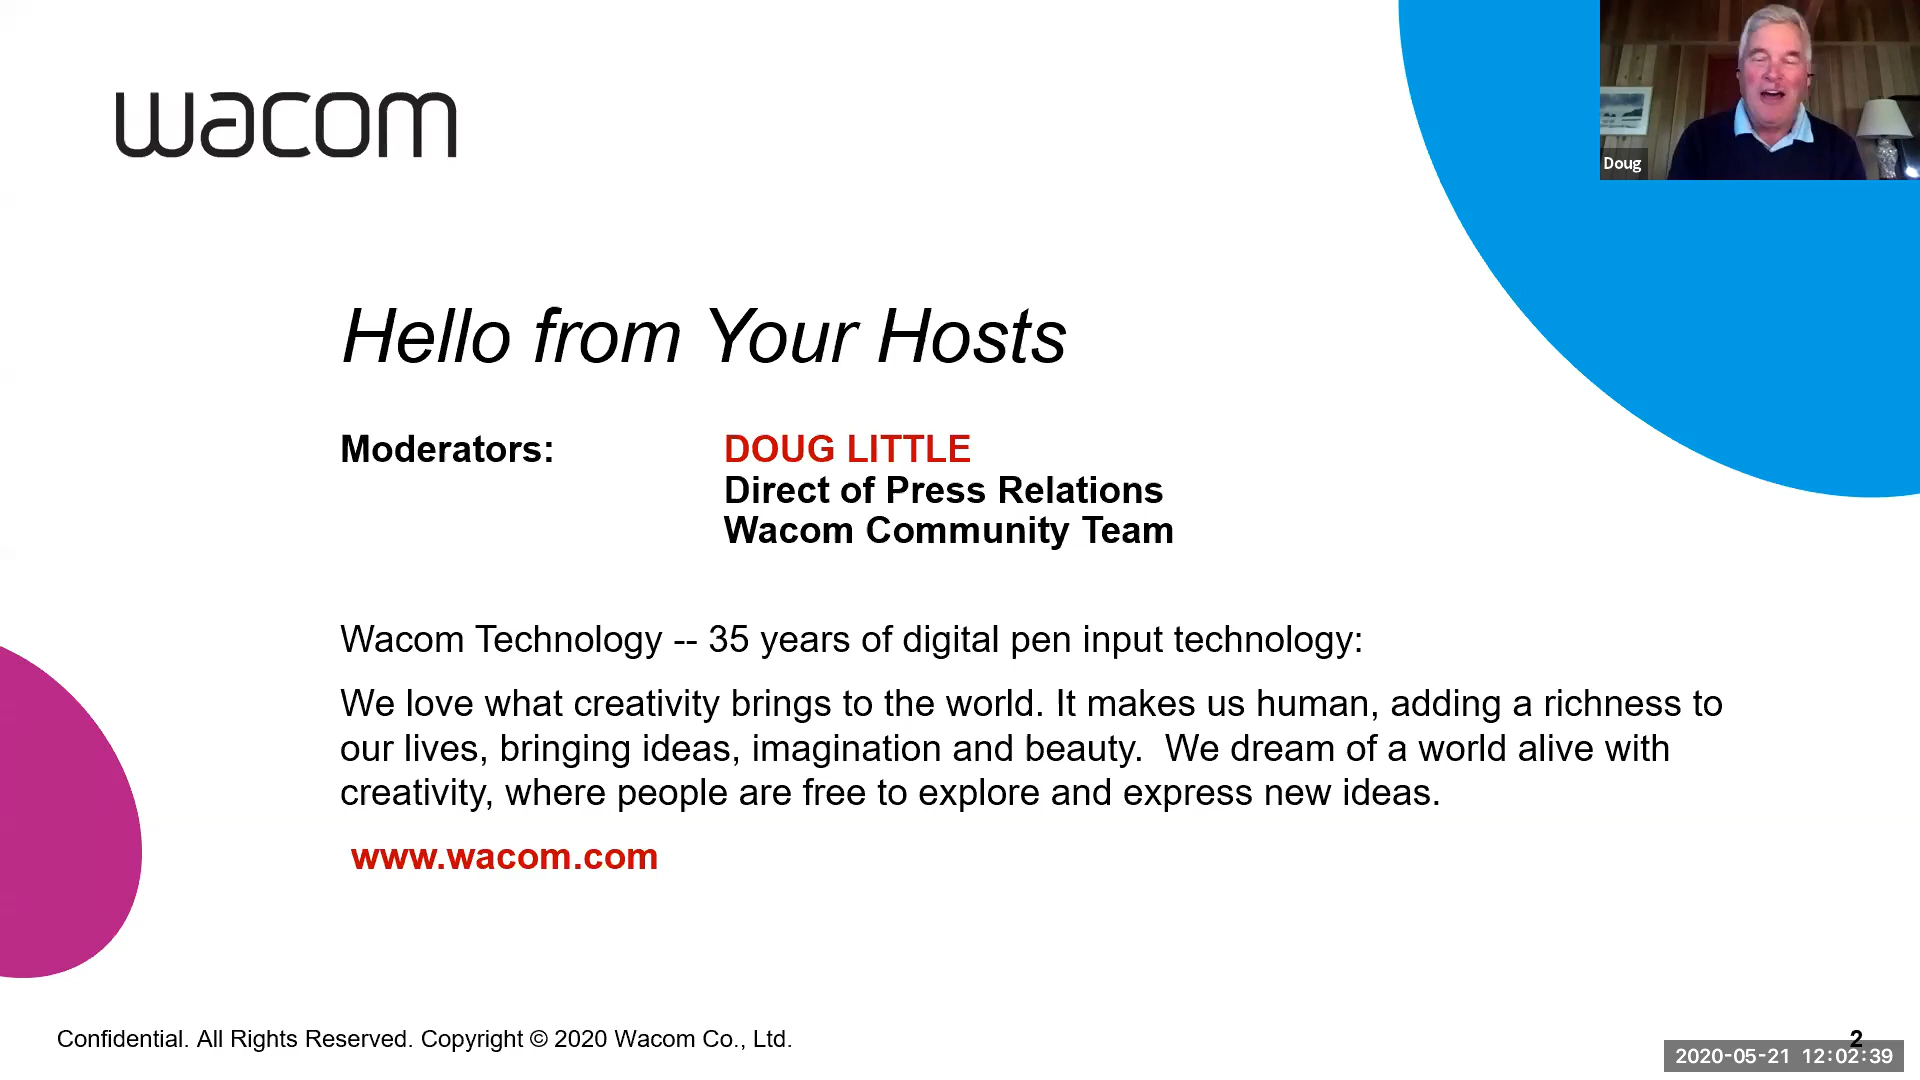 wacom
Doug
Hello from Your Hosts
Moderators: DOUG LITTLE
Direct of Press Relations
Wacom Community Team
Wacom Technology -- 35 years of digital pen input technology:
We love what creativity brings to the world. It makes us human, adding a richness to
our lives, bringing ideas, imagination and beauty.  We dream of a world alive with
creativity, where people are free to explore and express new ideas.
www.wacom.com
Confidential. All Rights Reserved. Copyright © 2020 Wacom Co., Ltd.
2
2020-05-21 12:02:39